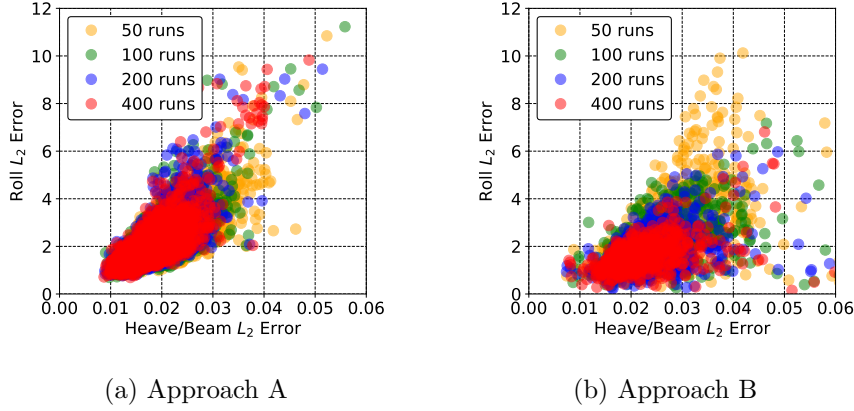 12
10
8
6
4
2
0
Roll L₂ Error
50 runs
100 runs
200 runs
400 runs
0.00 0.01 0.02 0.03 0.04 0.05 0.06
Heave/Beam L₂ Error
(a) Approach A
12
10
8
6
4
2
0
Roll L₂ Error
50 runs
100 runs
200 runs
400 runs
0.00 0.01 0.02 0.03 0.04 0.05 0.06
Heave/Beam L₂ Error
(b) Approach B